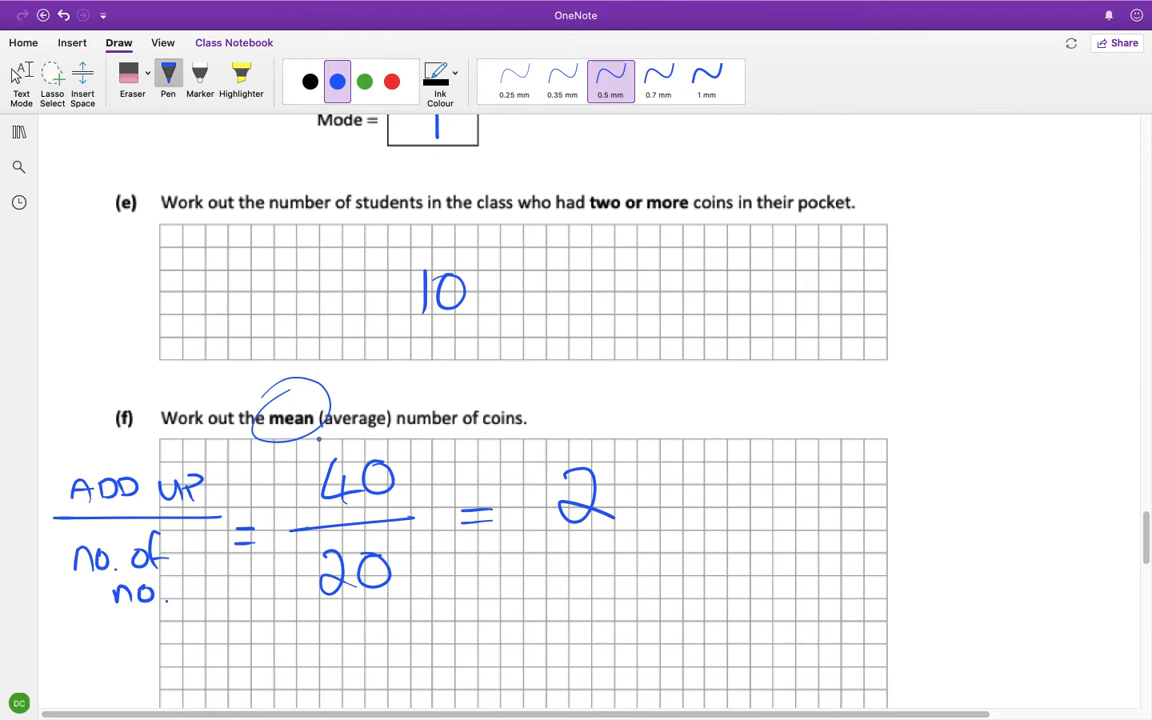 OneNote
Home Insert Draw View Class Notebook
Share
Text Mode
Lasso Select
Insert Space
Eraser
Pen
Marker
Highlighter
Ink Colour
0.25 mm 0.35 mm 0.5 mm 0.7 mm 1 mm
Mode = 1
(e) Work out the number of students in the class who had two or more coins in their pocket.
10
(f) Work out the mean (average) number of coins.
ADD UP
no. of
no.
= 40
20
= 2
DC